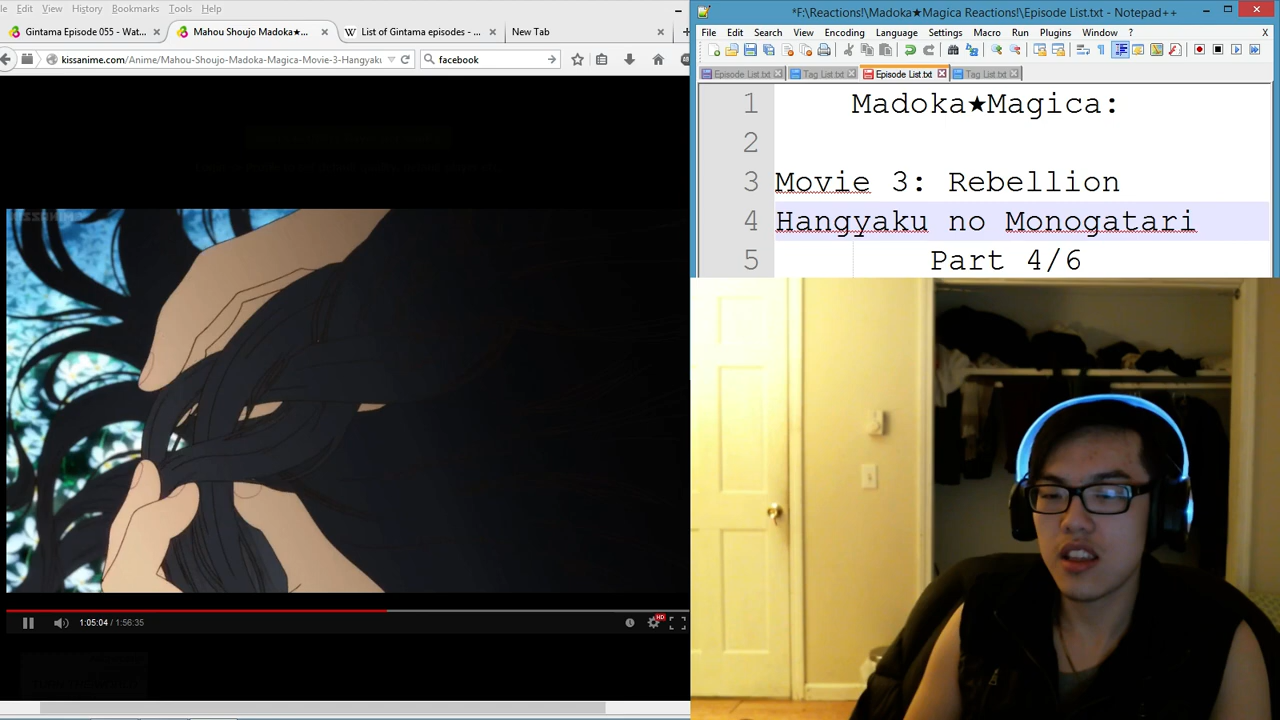 le Edit View History Bookmarks Tools Help
Gintama Episode 055 - Wat... ×
Mahou Shoujo Madoka★... ×
W List of Gintama episodes - ... ×
New Tab ×
kissanime.com/Anime/Mahou-Shoujo-Madoka-Magica-Movie-3-Hangyaku
facebook
1:05:04 / 1:56:35
HD
*F:\Reactions!\Madoka★Magica Reactions!\Episode List.txt - Notepad++
File Edit Search View Encoding Language Settings Macro Run Plugins Window ? X
Episode List.txt
Tag List.txt
Episode List.txt
Tag List.txt
1 Madoka★Magica:
2
3 Movie 3: Rebellion
4 Hangyaku no Monogatari
5 Part 4/6